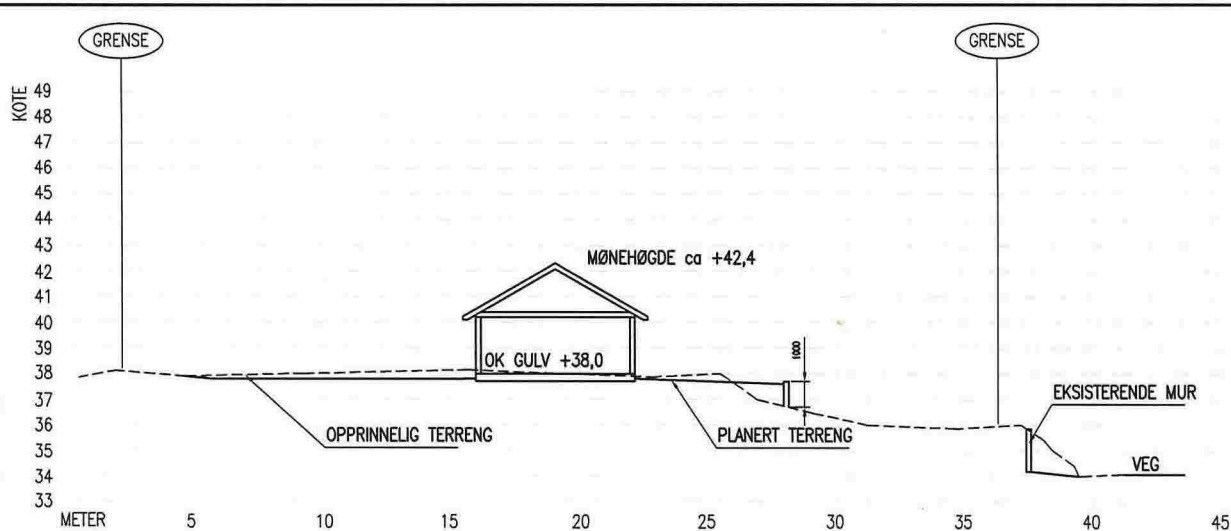 GRENSE GRENSE
KOTE
49
48
47
46
45
44
43
MØNEHØGDE ca +42,4
42
41
40
39
1000
OK GULV +38,0
38
37
EKSISTERENDE MUR
36
OPPRINNELIG TERRENG PLANERT TERRENG
35
VEG
34
33
METER 5 10 15 20 25 30 35 40 45